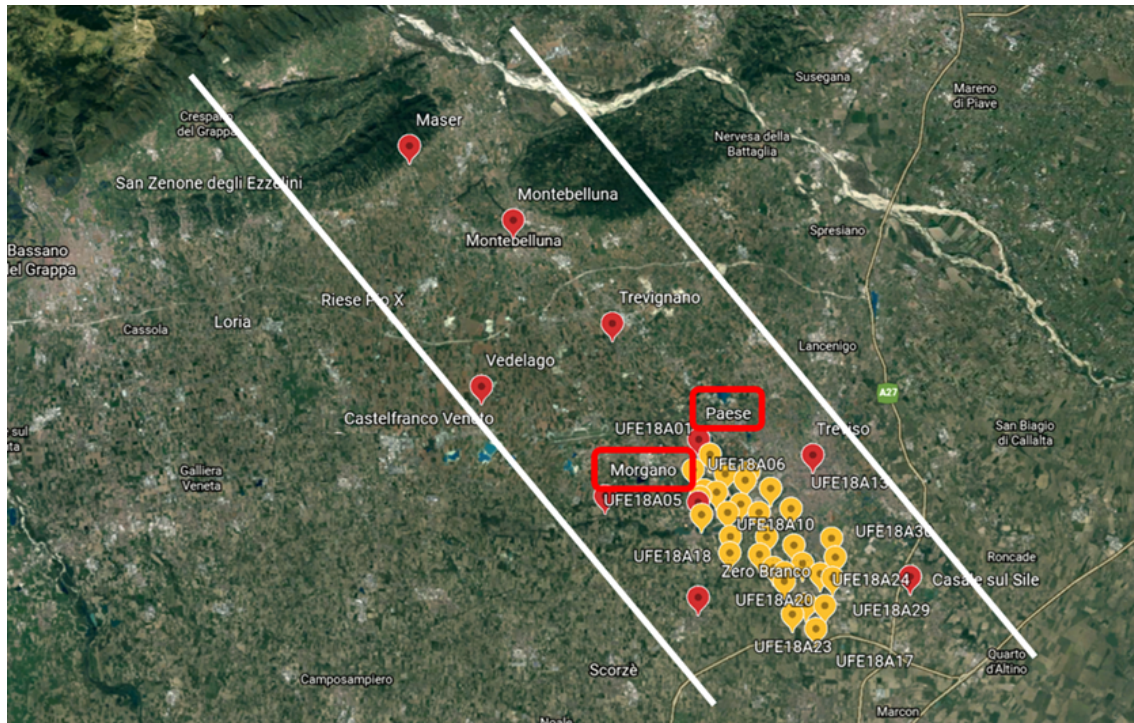 Susegana
Mareno
di Piave
Crespano
del Grappa
Maser
Nervesa della
Battaglia
San Zenone degli Ezzelini
Montebelluna
Spresiano
Montebelluna
Bassano
del Grappa
Riese Pio X
Trevignano
Loria
Cassola
Lancenigo
Vedelago
A27
Paese
Castelfranco Veneto
San Biagio
di Callalta
UFE18A01
Treviso
Morgano
UFE18A06
Galliera
Veneta
UFE18A13
UFE18A05
UFE18A10
UFE18A18
Roncade
Zero Branco
UFE18A24
Casale sul Sile
UFE18A20
UFE18A29
UFE18A23
UFE18A17
Quarto
d'Altino
Scorzè
Camposampiero
Marcon